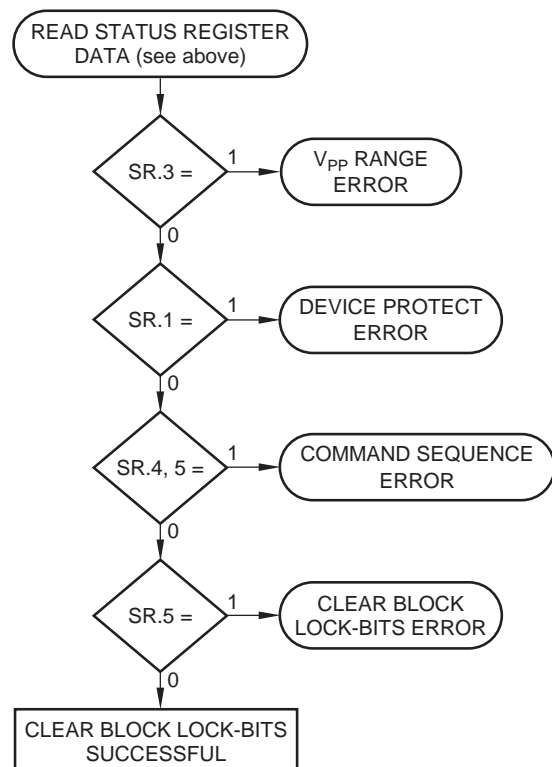 READ STATUS REGISTER
DATA (see above)
SR.3 =
1
V_PP RANGE
ERROR
0
SR.1 =
1
DEVICE PROTECT
ERROR
0
SR.4, 5 =
1
COMMAND SEQUENCE
ERROR
0
SR.5 =
1
CLEAR BLOCK
LOCK-BITS ERROR
0
CLEAR BLOCK LOCK-BITS
SUCCESSFUL